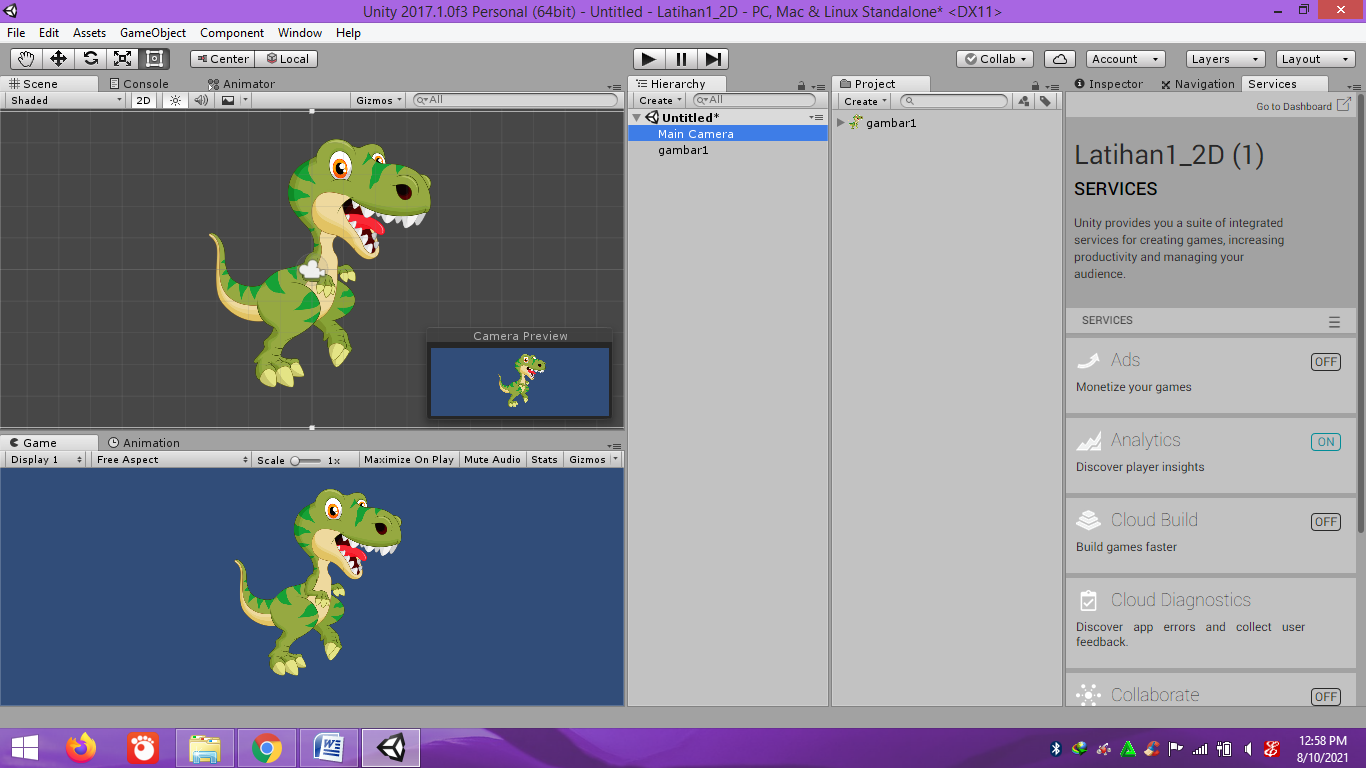 Unity 2017.1.0f3 Personal (64bit) - Untitled - Latihan1_2D - PC, Mac & Linux Standalone* <DX11>
File Edit Assets GameObject Component Window Help
Center Local Collab Account Layers Layout
Scene Console Animator
Shaded 2D Gizmos All
Camera Preview
Game Animation
Display 1 Free Aspect Scale 1x Maximize On Play Mute Audio Stats Gizmos
Hierarchy
Create All
Untitled*
Main Camera
gambar1
Project
Create
gambar1
Inspector Navigation Services
Go to Dashboard
Latihan1_2D (1)
SERVICES
Unity provides you a suite of integrated
services for creating games, increasing
productivity and managing your
audience.
SERVICES
Ads OFF
Monetize your games
Analytics ON
Discover player insights
Cloud Build OFF
Build games faster
Cloud Diagnostics
Discover app errors and collect user
feedback.
Collaborate OFF
12:58 PM
8/10/2021